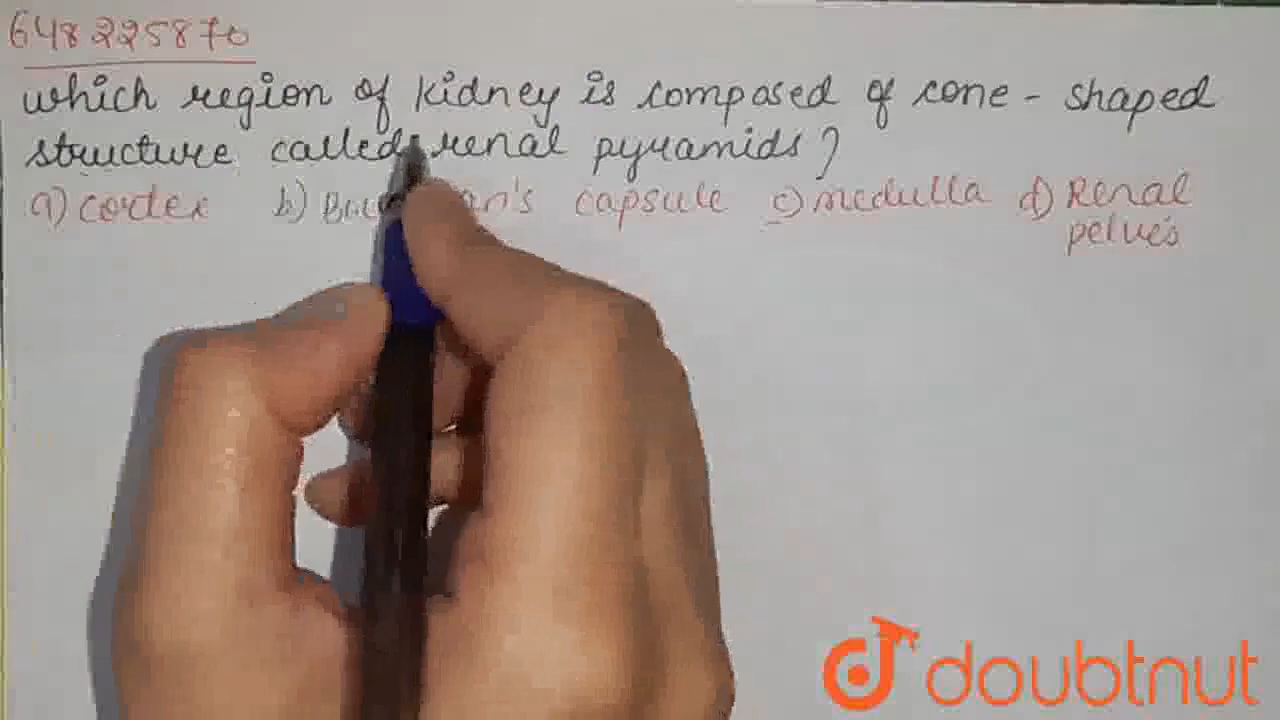 648225870
which region of kidney is composed of cone - shaped
structure called renal pyramids?
a) cortex b) capsule c) medulla d) Renal
pelvis
doubtnut